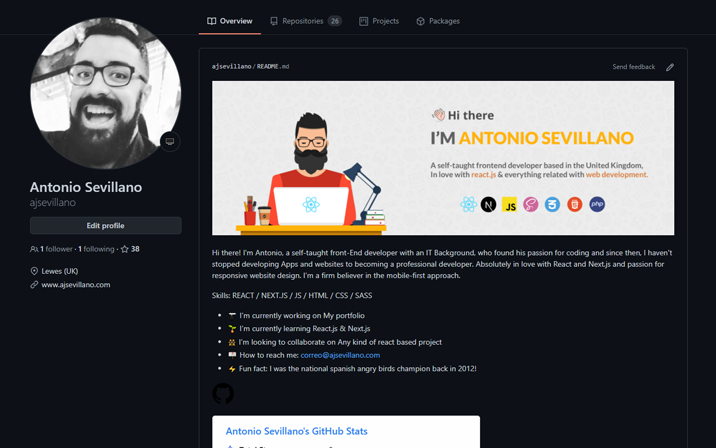 Overview
Repositories 26
Projects
Packages
Antonio Sevillano
ajsevillano
Edit profile
1 follower · 1 following · 38
Lewes (UK)
www.ajsevillano.com
ajsevillano / README.md
Send feedback
Hi there
I'M ANTONIO SEVILLANO
A self-taught frontend developer based in the United Kingdom,
In love with react.js & everything related with web development.
N
JS
3
5
php
Hi there! I'm Antonio, a self-taught front-End developer with an IT Background, who found his passion for coding and since then, I haven't
stopped developing Apps and websites to becoming a professional developer. Absolutely in love with React and Next.js and passion for
responsive website design. I'm a firm believer in the mobile-first approach.
Skills: REACT / NEXT.JS / JS / HTML / CSS / SASS
• I'm currently working on My portfolio
• I'm currently learning React.js & Next.js
• I'm looking to collaborate on Any kind of react based project
• How to reach me: correo@ajsevillano.com
• Fun fact: I was the national spanish angry birds champion back in 2012!
Antonio Sevillano's GitHub Stats